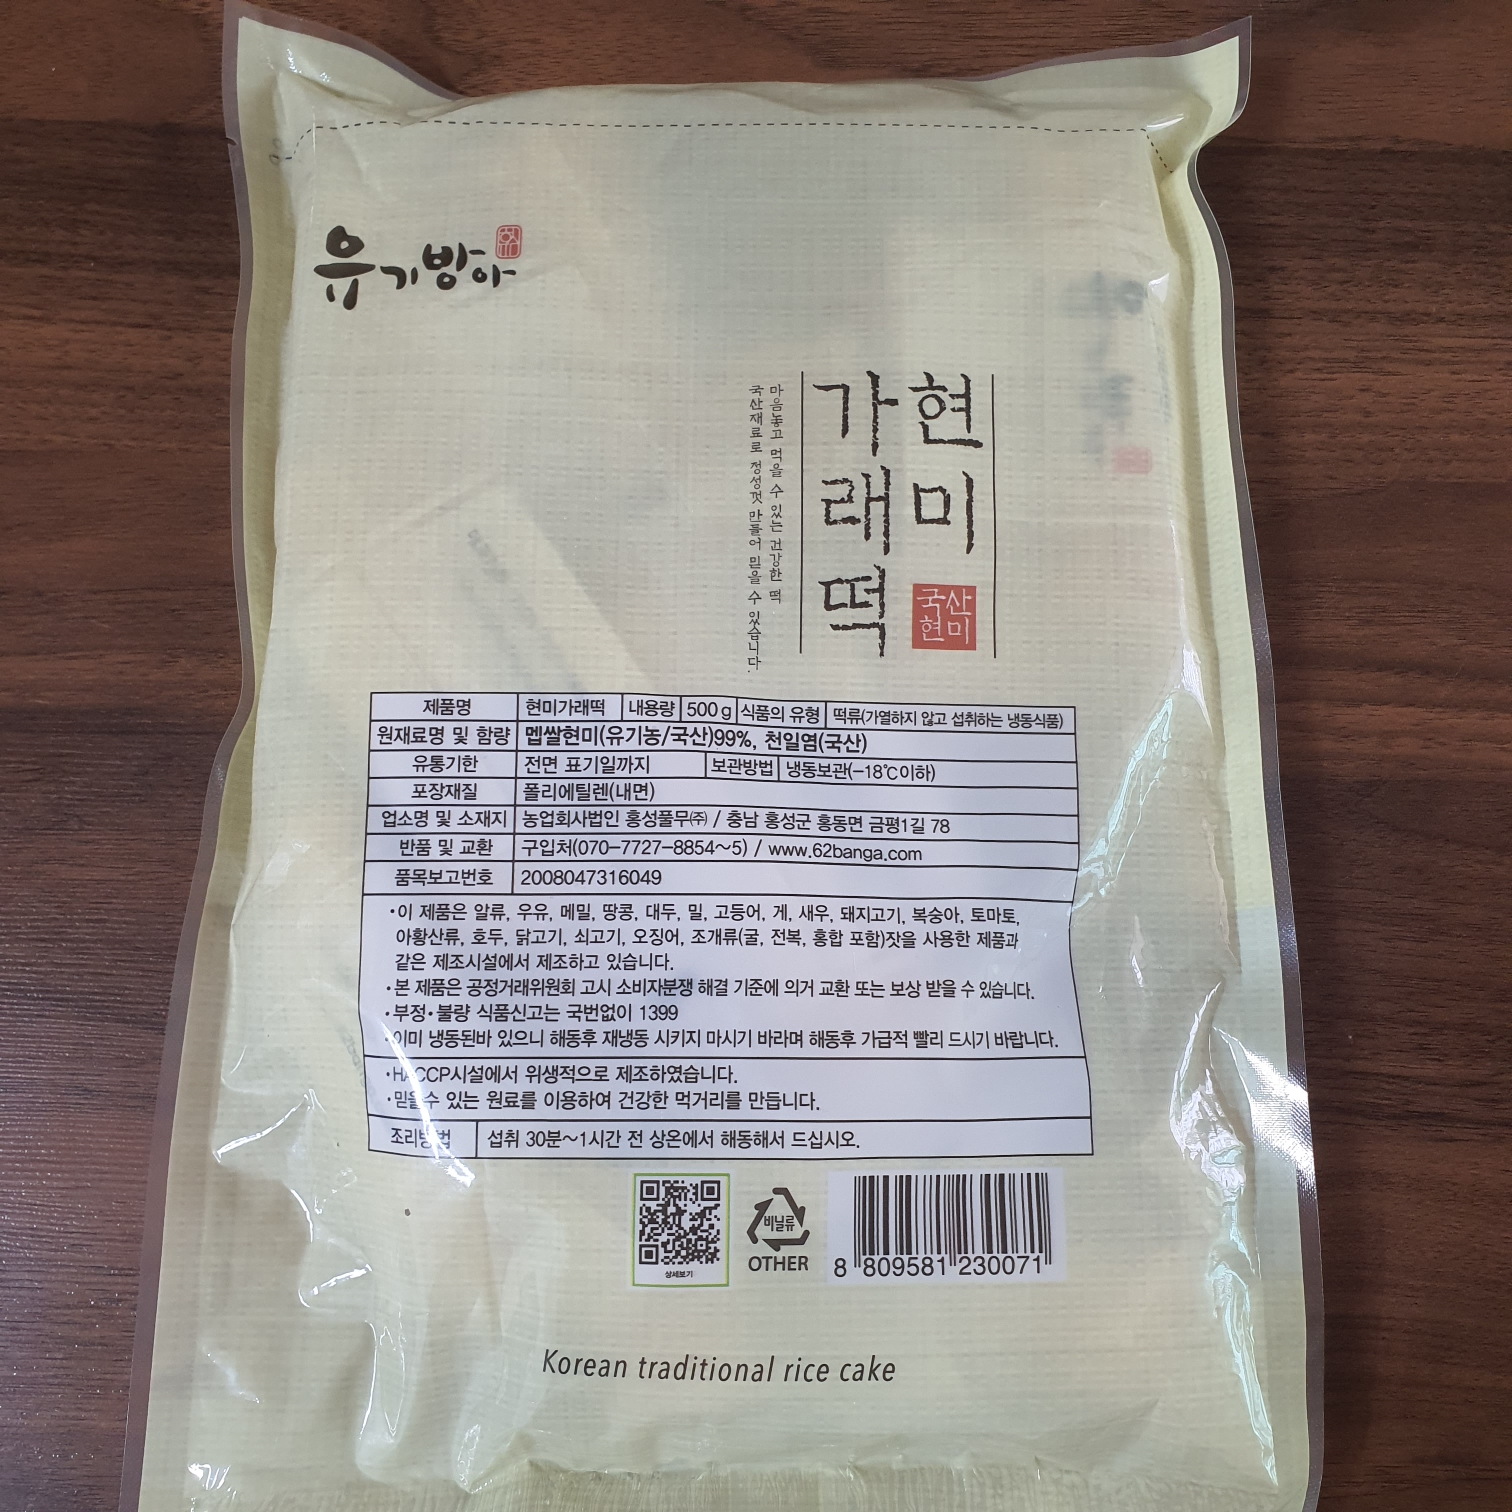 유기방아
현미
가래떡
국산
현미
마음놓고 먹을 수 있는 건강한 떡
국산재료로 정성껏 만들어 믿을 수 있습니다.
제품명 현미가래떡 내용량 500g 식품의 유형 떡류(가열하지 않고 섭취하는 냉동식품)
원재료명 및 함량 멥쌀현미(유기농/국산)99%, 천일염(국산)
유통기한 전면 표기일까지 보관방법 냉동보관(-18℃이하)
포장재질 폴리에틸렌(내면)
업소명 및 소재지 농업회사법인 홍성풀무㈜ / 충남 홍성군 홍동면 금평1길 78
반품 및 교환 구입처(070-7727-8854~5) / www.62banga.com
품목보고번호 2008047316049
•이 제품은 알류, 우유, 메밀, 땅콩, 대두, 밀, 고등어, 게, 새우, 돼지고기, 복숭아, 토마토,
아황산류, 호두, 닭고기, 쇠고기, 오징어, 조개류(굴, 전복, 홍합 포함)잣을 사용한 제품과
같은 제조시설에서 제조하고 있습니다.
•본 제품은 공정거래위원회 고시 소비자분쟁 해결 기준에 의거 교환 또는 보상 받을 수 있습니다.
•부정•불량 식품신고는 국번없이 1399
•이미 냉동된바 있으니 해동후 재냉동 시키지 마시기 바라며 해동후 가급적 빨리 드시기 바랍니다.
•HACCP시설에서 위생적으로 제조하였습니다.
•믿을수 있는 원료를 이용하여 건강한 먹거리를 만듭니다.
조리방법 섭취 30분~1시간 전 상온에서 해동해서 드십시오.
상세보기
비닐류
OTHER
8 809581 230071
Korean traditional rice cake